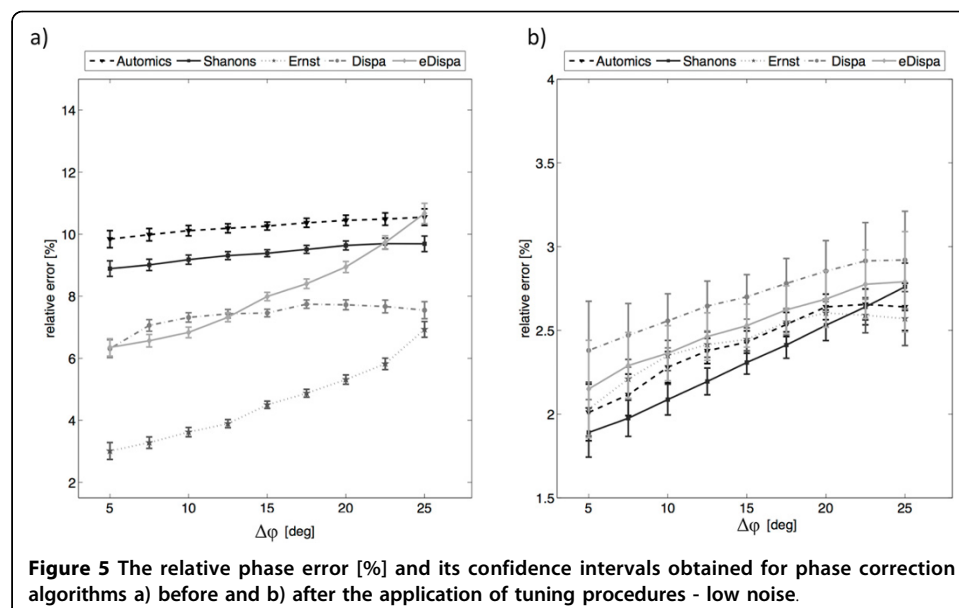 a)
Automics Shanons Ernst Dispa eDispa
14
12
10
8
6
4
2
relative error [%]
5 10 15 20 25
Δφ [deg]
b)
Automics Shanons Ernst Dispa eDispa
4
3.5
3
2.5
2
1.5
relative error [%]
5 10 15 20 25
Δφ [deg]
Figure 5 The relative phase error [%] and its confidence intervals obtained for phase correction
algorithms a) before and b) after the application of tuning procedures - low noise.